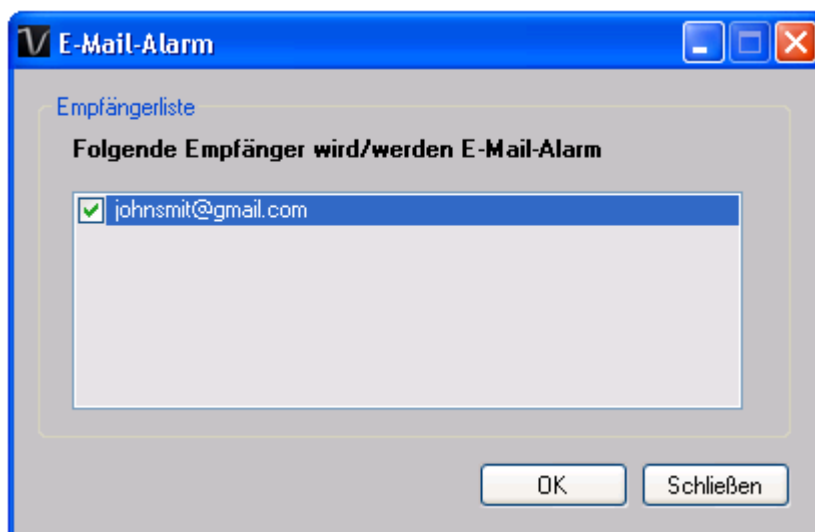 E-Mail-Alarm
Empfängerliste
Folgende Empfänger wird/werden E-Mail-Alarm
johnsmit@gmail.com
OK
Schließen